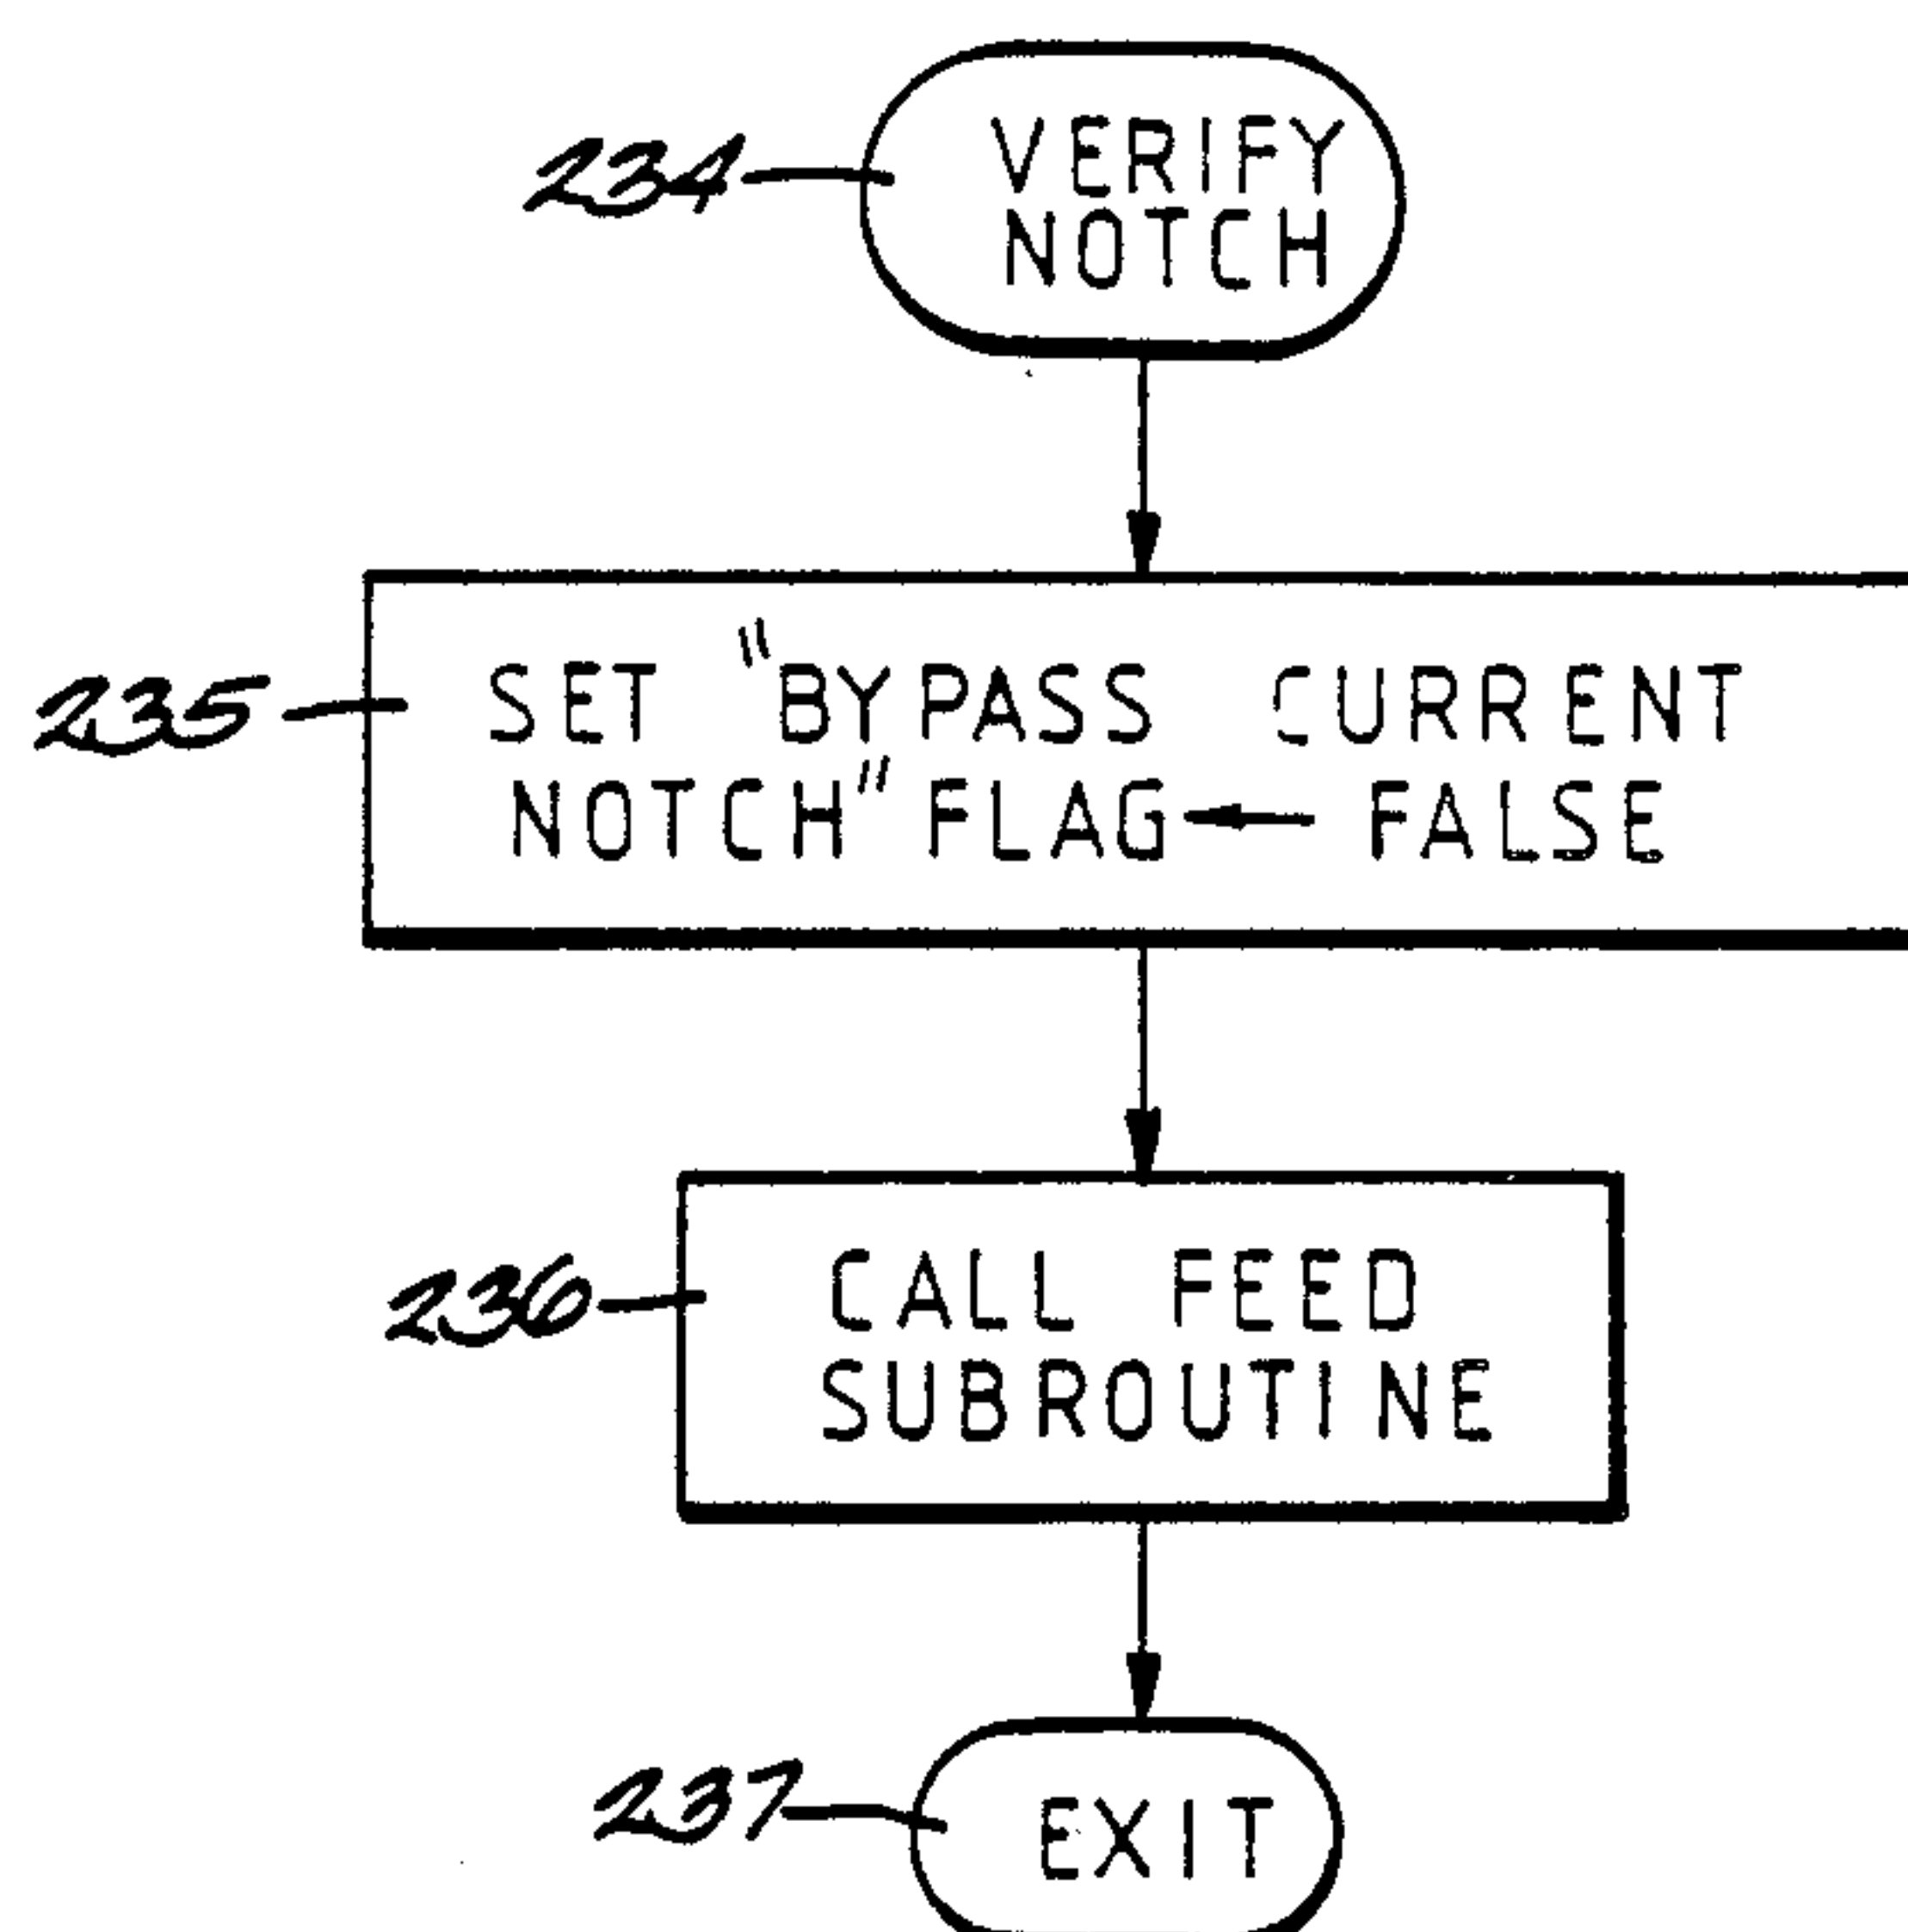 234
VERIFY
NOTCH
235
SET "BYPASS CURRENT
NOTCH" FLAG ← FALSE
236
CALL FEED
SUBROUTINE
237
EXIT